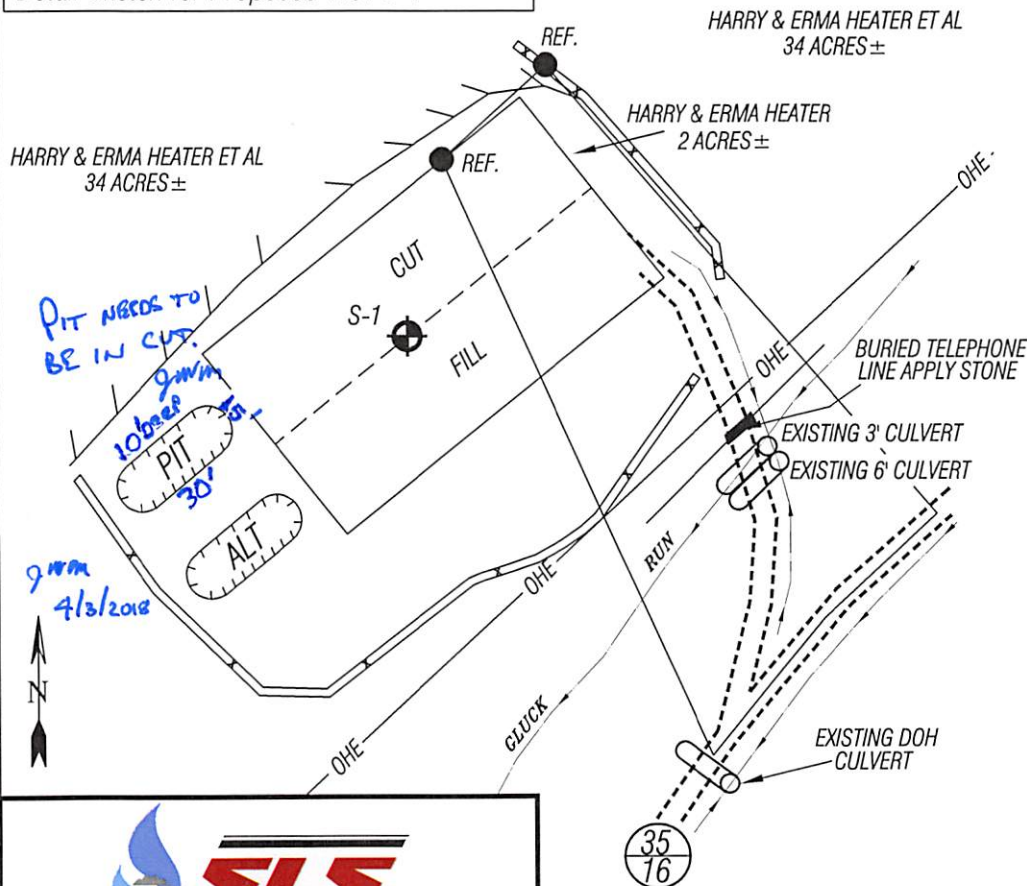 HARRY & ERMA HEATER ET AL
34 ACRES±
REF.
HARRY & ERMA HEATER
2 ACRES±
HARRY & ERMA HEATER ET AL
34 ACRES±
REF.
OHE
CUT
PIT NEEDS TO
BE IN CUT.
S-1
FILL
OHE
BURIED TELEPHONE
LINE APPLY STONE
10' DEEP
15'
PIT
30'
EXISTING 3' CULVERT
EXISTING 6' CULVERT
ALT
RUN
OHE
4/3/2018
N
GLUCK
OHE
EXISTING DOH
CULVERT
35
16
SLS